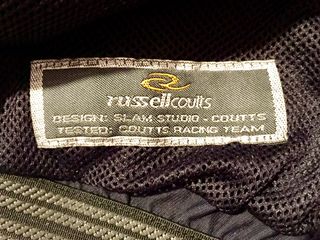 russellcoutts
DESIGN: SLAM STUDIO - COUTTS
TESTED: COUTTS RACING TEAM